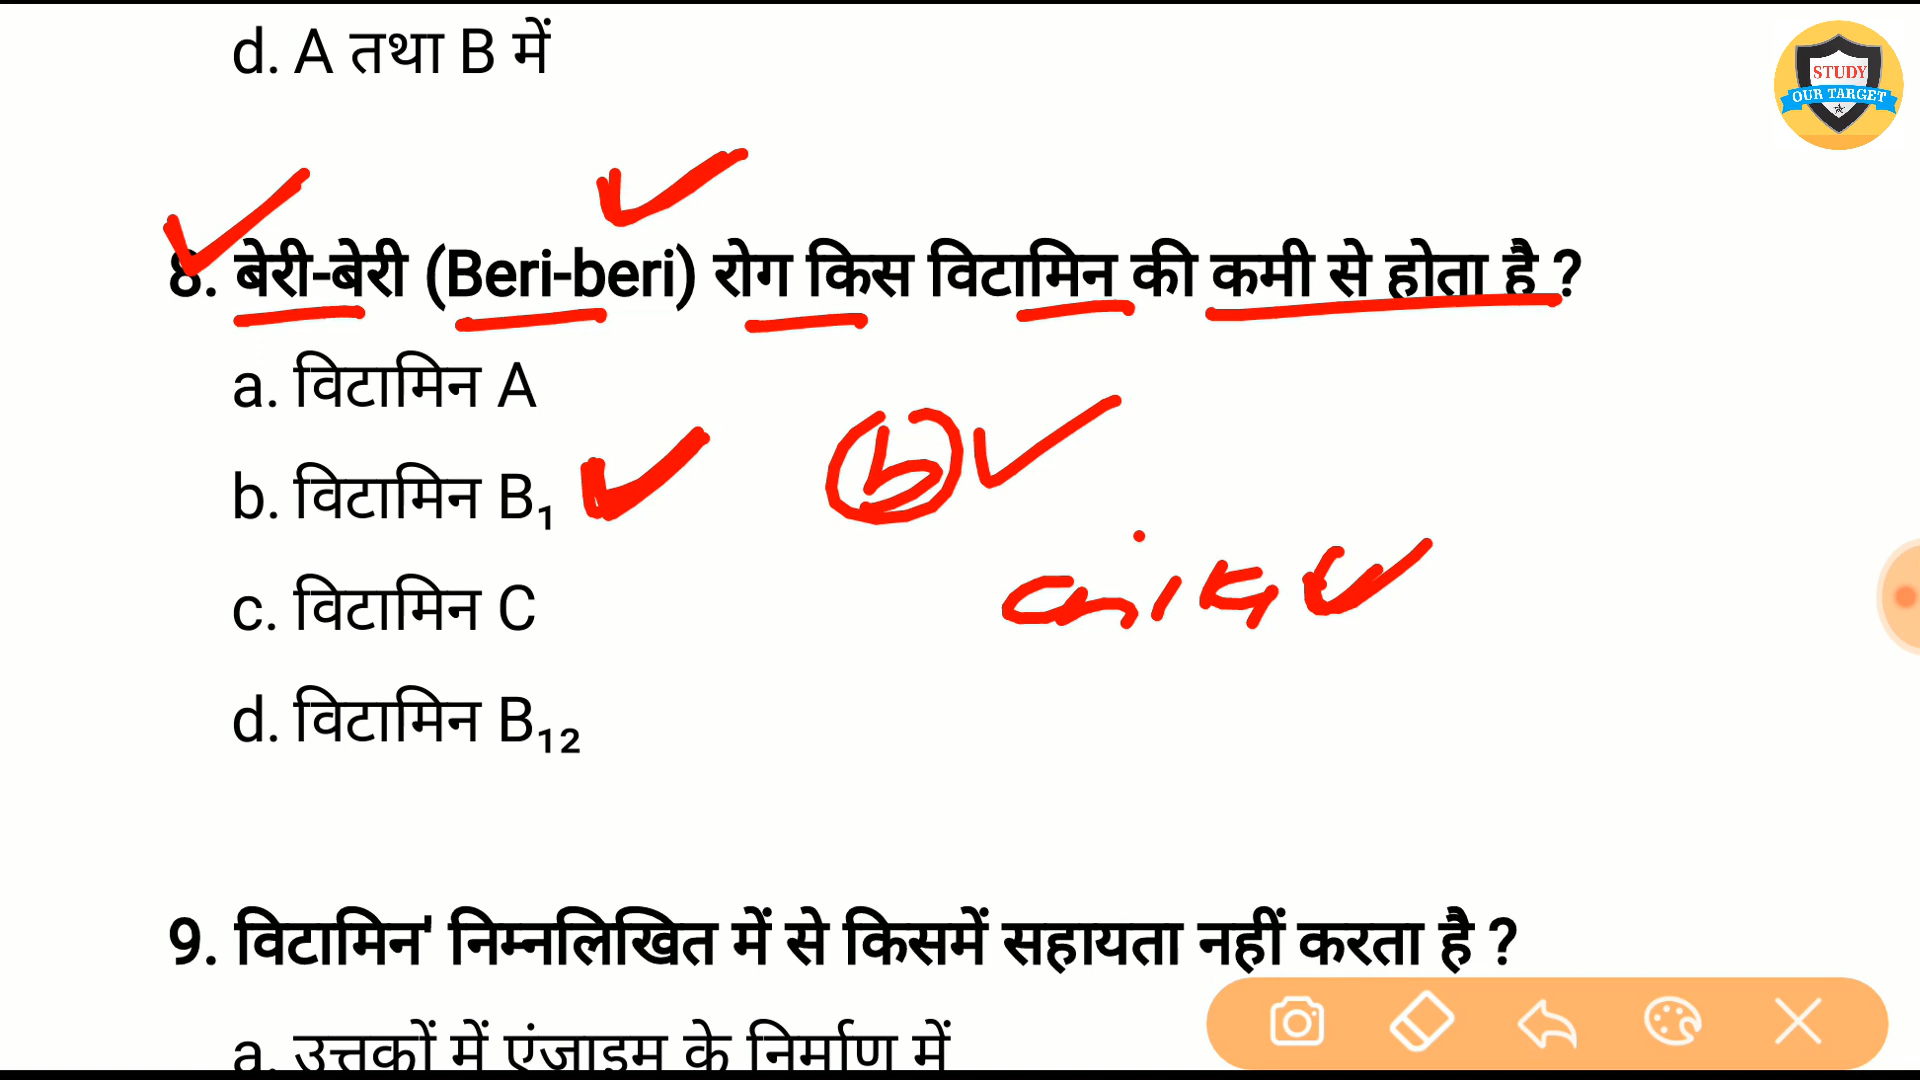 d. A तथा B में
STUDY
OUR TARGET
8. बेरी-बेरी (Beri-beri) रोग किस विटामिन की कमी से होता है ?
a. विटामिन A
b. विटामिन B₁
b
c. विटामिन C
d. विटामिन B₁₂
9. विटामिन' निम्नलिखित में से किसमें सहायता नहीं करता है ?
a. उत्तकों में एंजाइम के निर्माण में